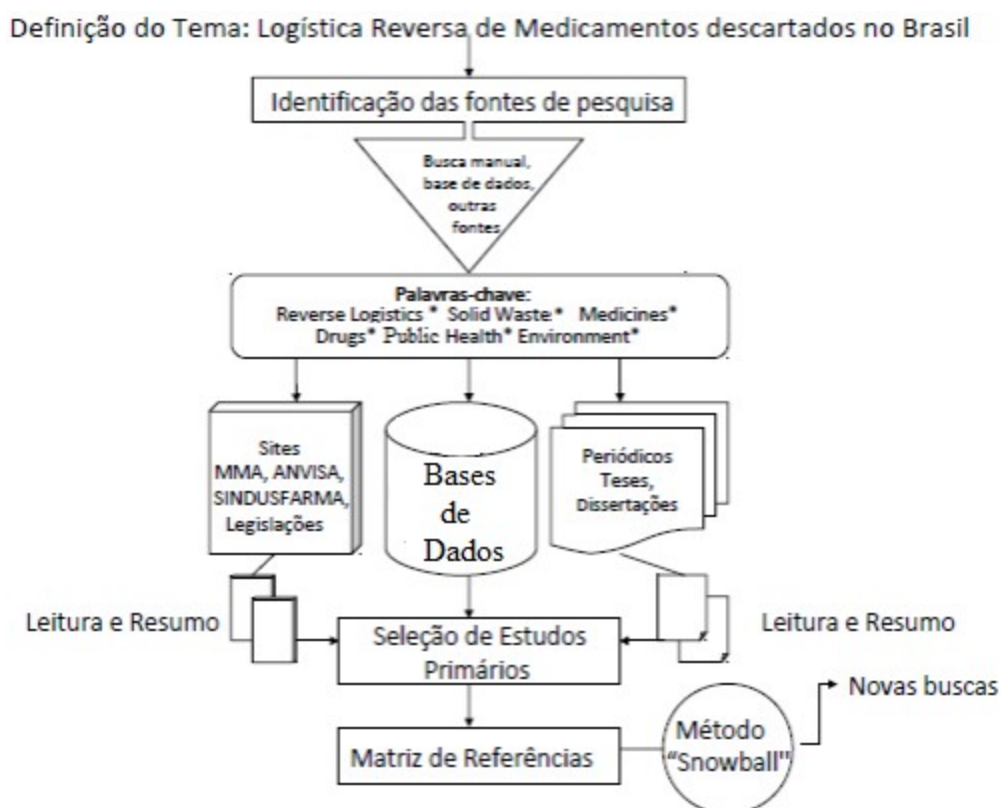 Definição do Tema: Logística Reversa de Medicamentos descartados no Brasil
Identificação das fontes de pesquisa
Busca manual,
base de dados,
outras
fontes
Palavras-chave:
Reverse Logistics * Solid Waste* Medicines*
Drugs* Public Health* Environment*
Sites
MMA, ANVISA,
SINDUSFARMA,
Legislações
Bases
de
Dados
Periódicos
Teses,
Dissertações
Leitura e Resumo
Seleção de Estudos
Primários
Leitura e Resumo
Matriz de Referências
Método
"Snowball"
Novas buscas